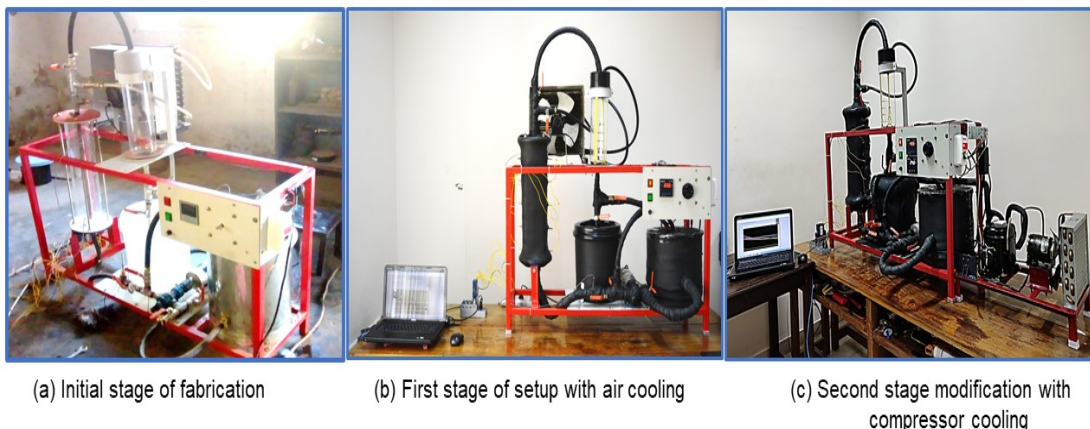 (a) Initial stage of fabrication
(b) First stage of setup with air cooling
(c) Second stage modification with
compressor cooling